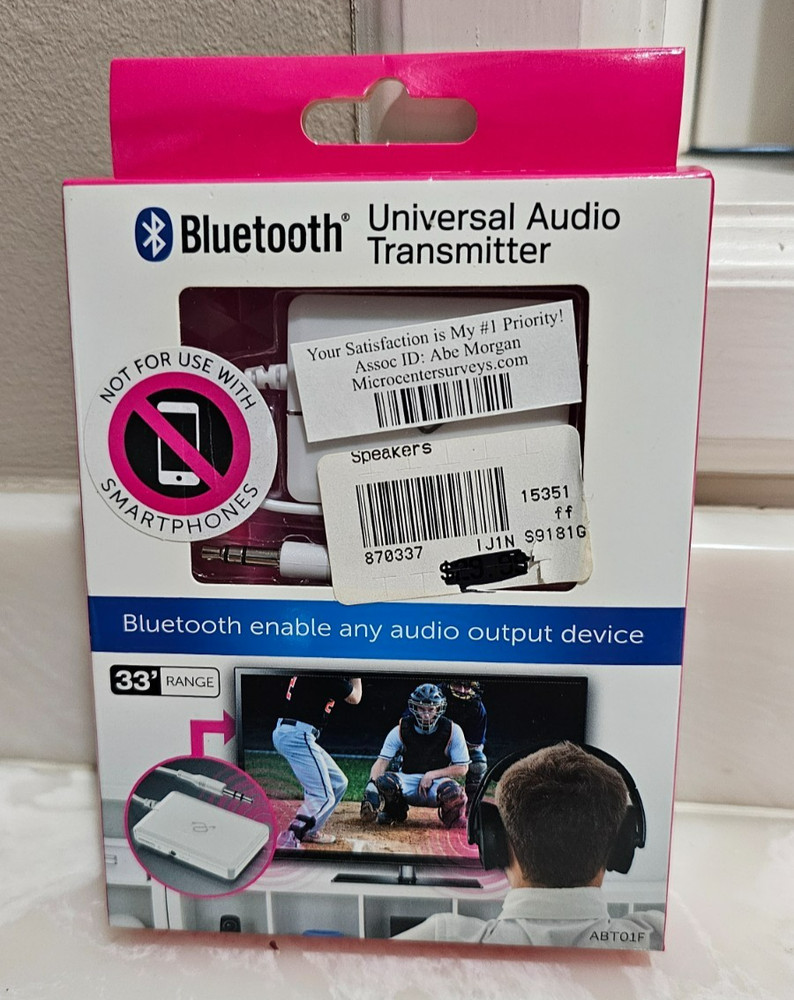 Bluetooth®
Universal Audio
Transmitter
Your Satisfaction is My #1 Priority!
Assoc ID: Abe Morgan
Microcentersurveys.com
NOT FOR USE WITH
SMARTPHONES
Speakers
15351
ff
870337
IJ1N S9181G
Bluetooth enable any audio output device
33' RANGE
ABT01F